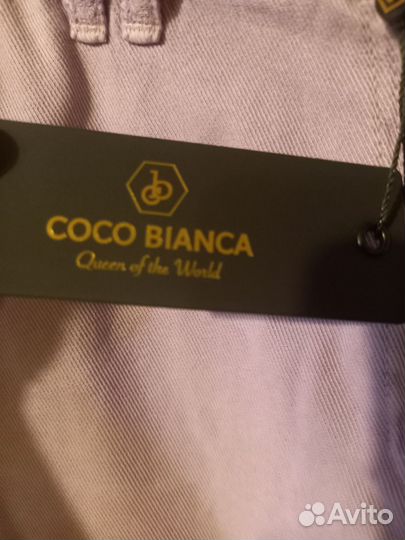 COCO BIANCA
Queen of the World
Avito